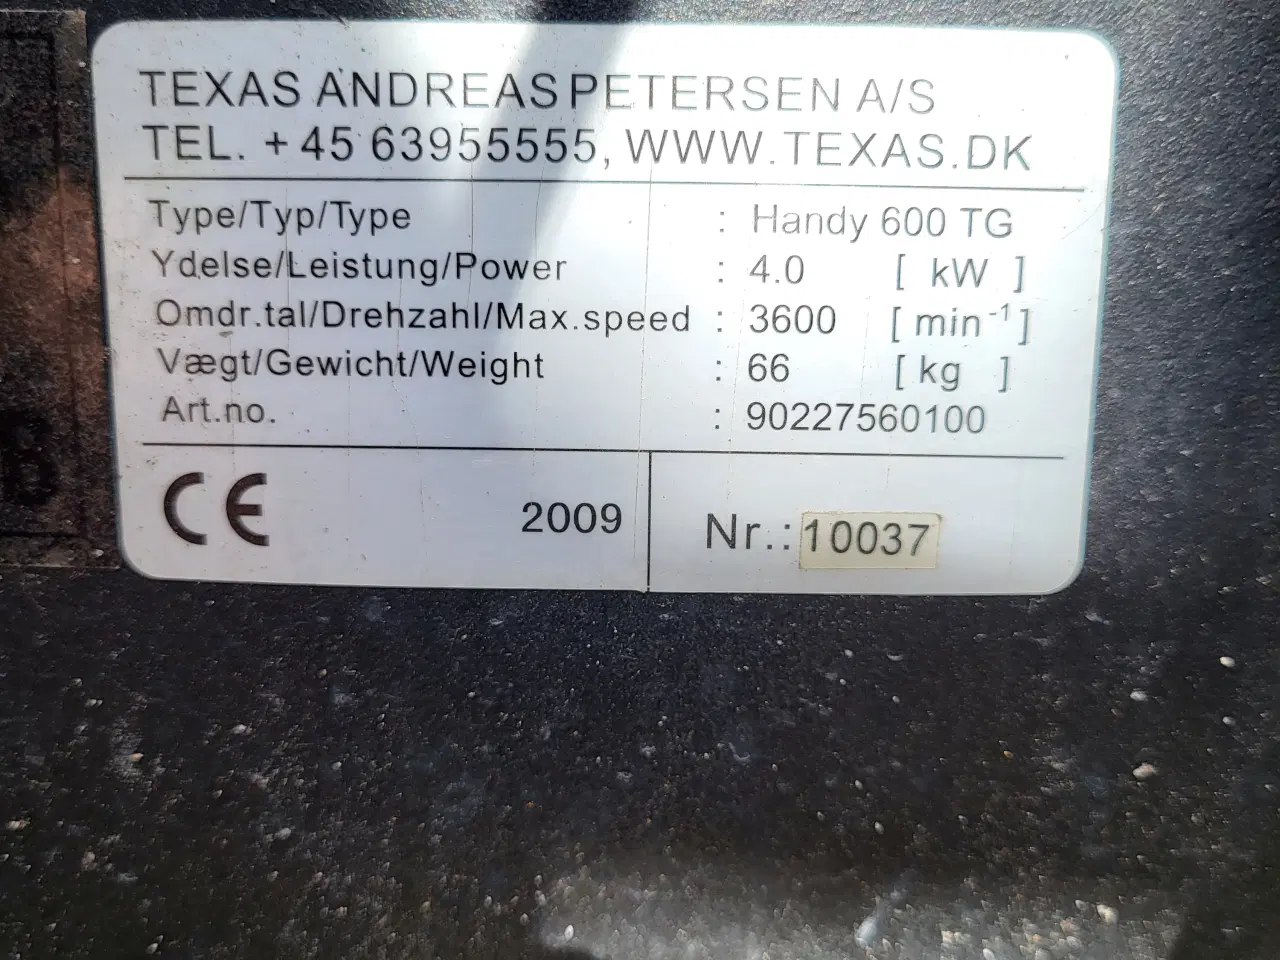 TEXAS ANDREAS PETERSEN A/S
TEL. +45 63955555, WWW.TEXAS.DK
Type/Typ/Type : Handy 600 TG
Ydelse/Leistung/Power : 4.0 [ kW ]
Omdr.tal/Drehzahl/Max.speed : 3600 [ min⁻¹]
Vægt/Gewicht/Weight : 66 [ kg ]
Art.no. : 90227560100
CE 2009 Nr.: 10037